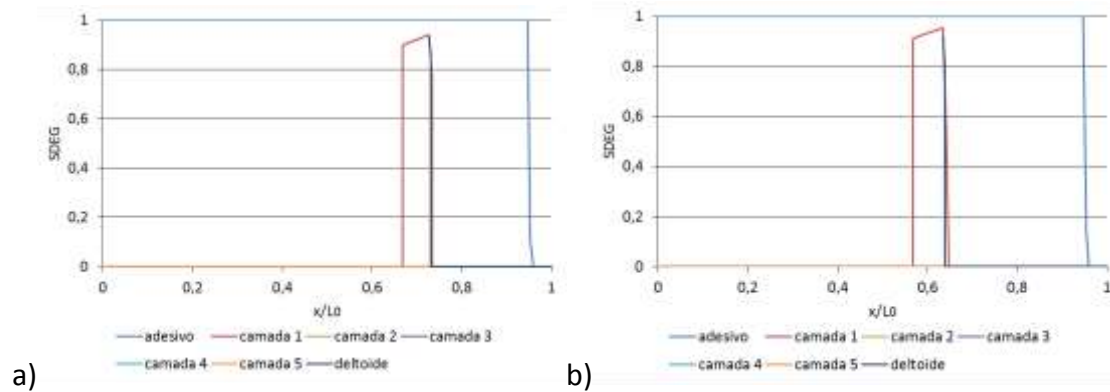 1
0,8
0,6
0,4
0,2
0
SDEG
0 0,2 0,4 0,6 0,8 1
x/L0
adesivo camada 1 camada 2 camada 3
camada 4 camada 5 deltoide
a)
1
0,8
0,6
0,4
0,2
0
SDEG
0 0,2 0,4 0,6 0,8 1
x/L0
adesivo camada 1 camada 2 camada 3
camada 4 camada 5 deltoide
b)